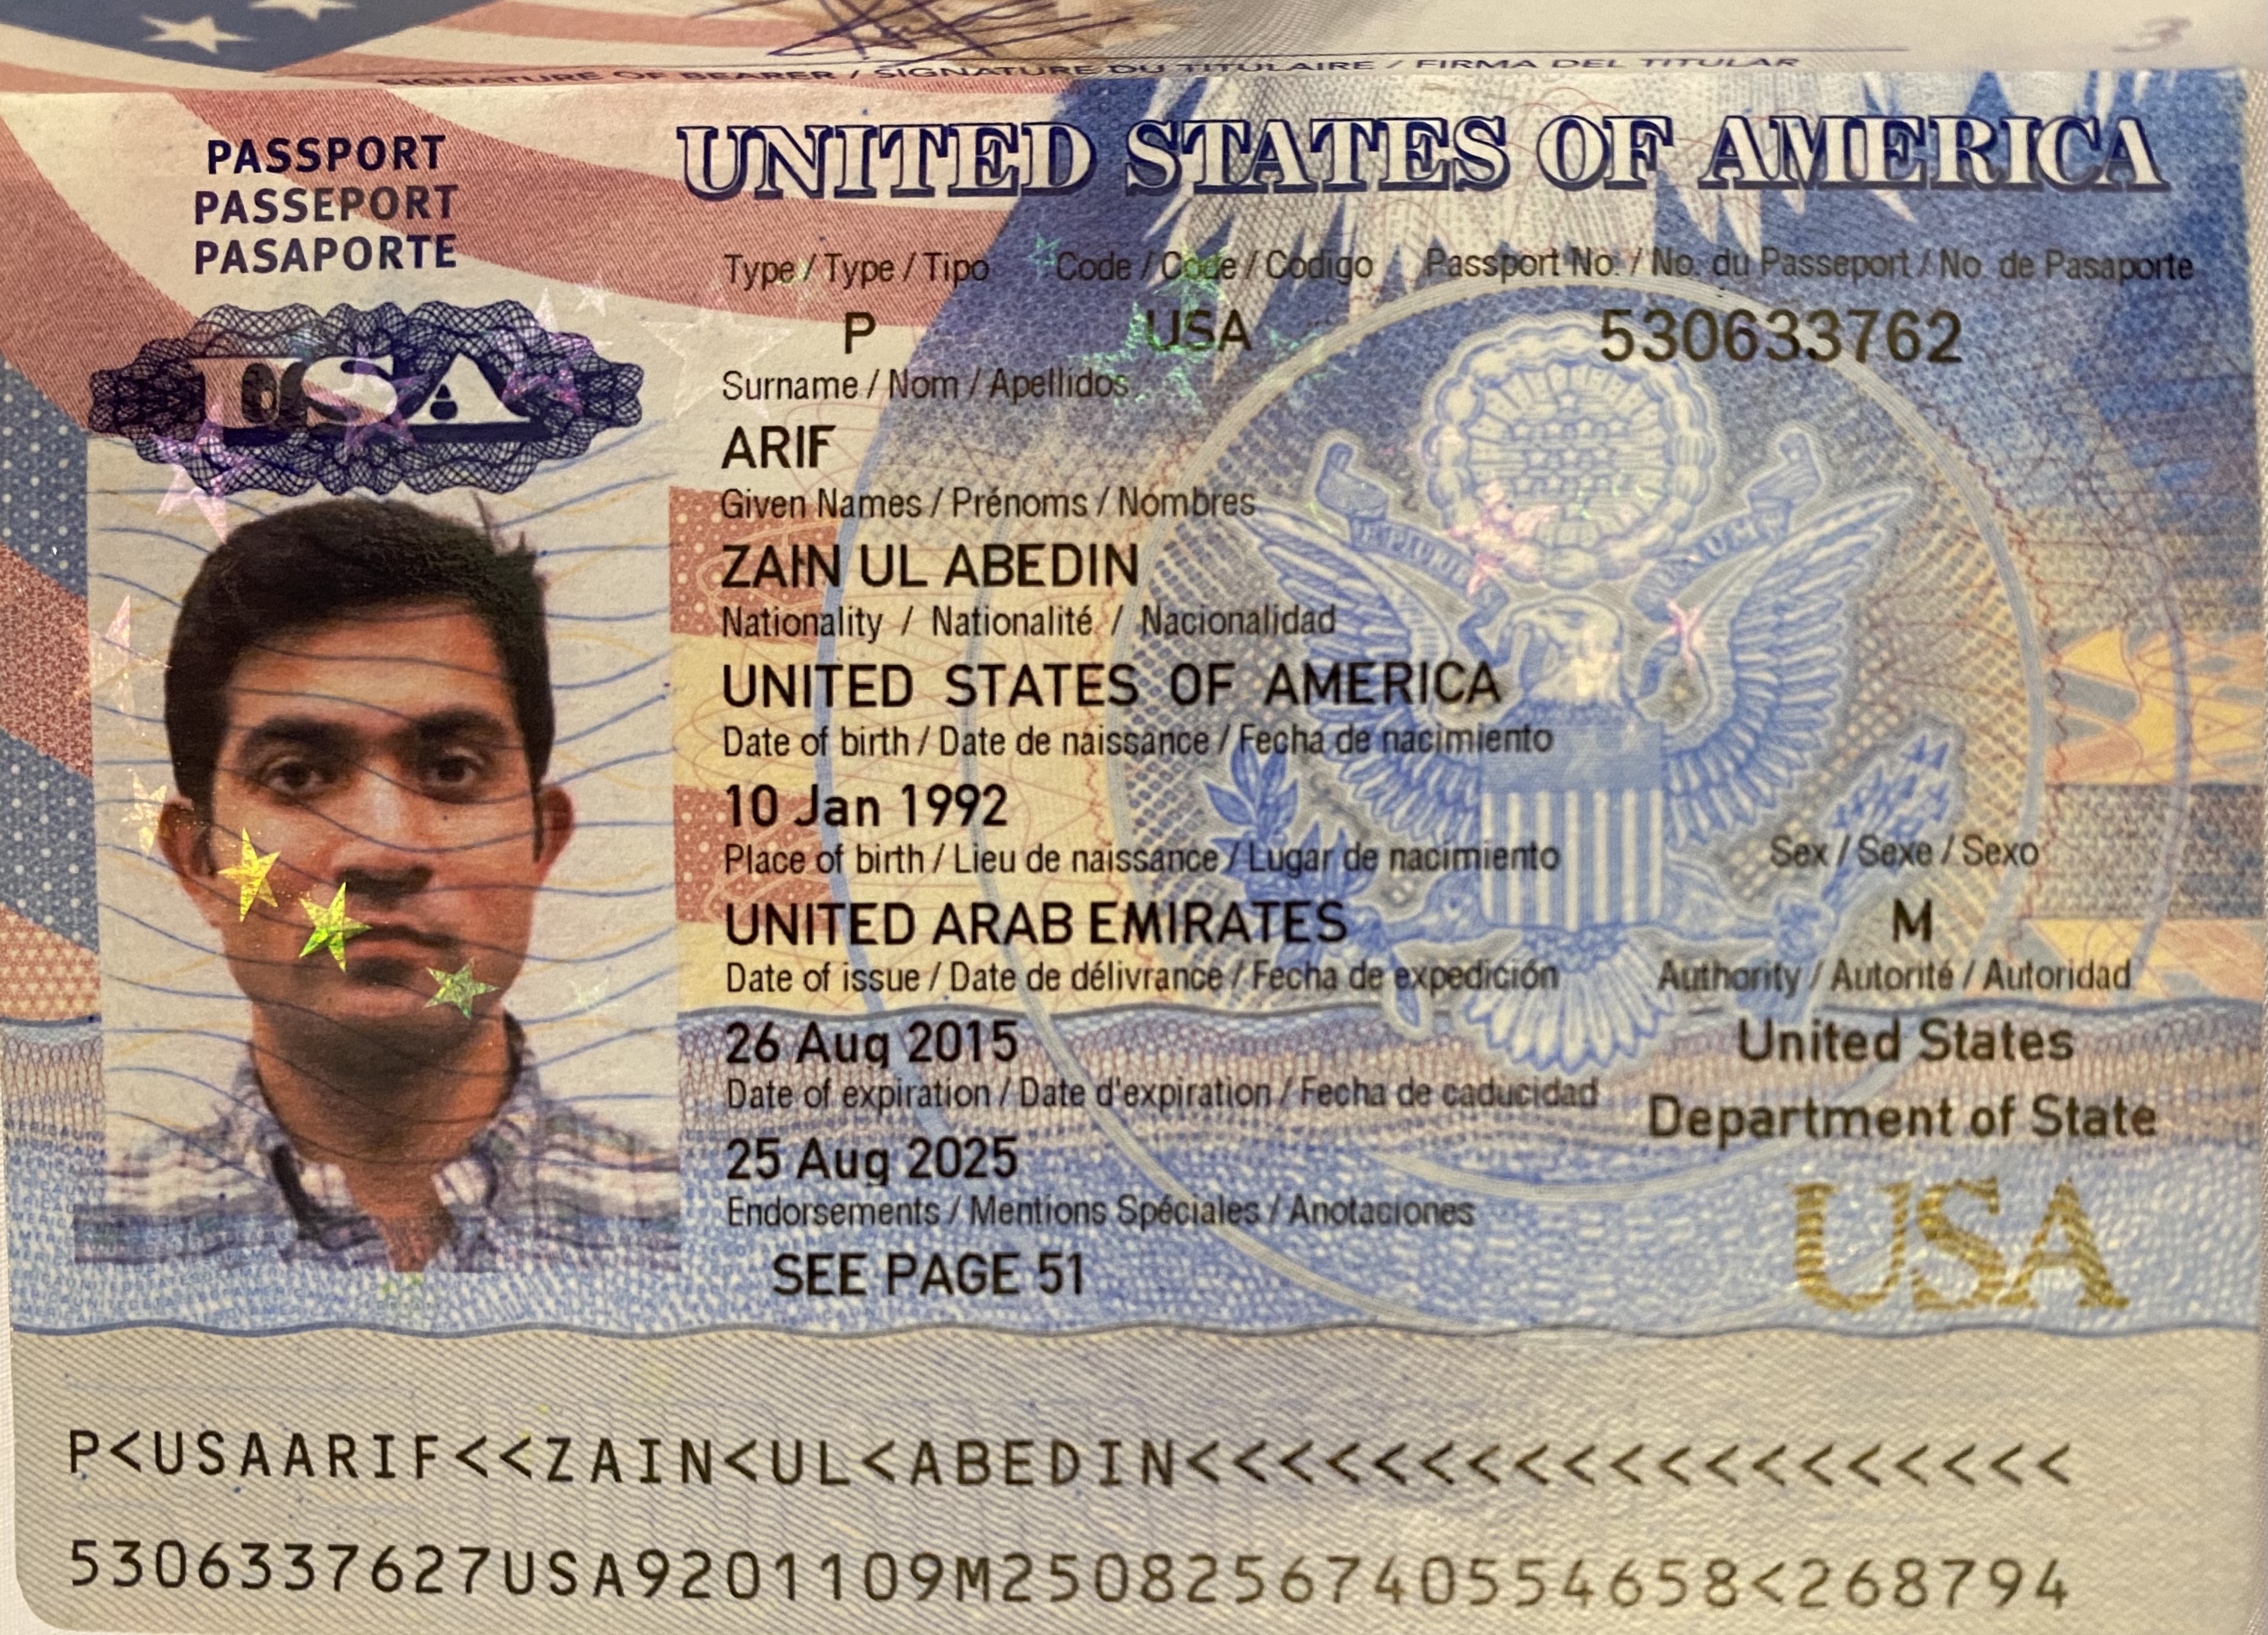 SIGNATURE OF BEARER / SIGNATURE DU TITULAIRE / FIRMA DEL TITULAR
3
PASSPORT
PASSEPORT
PASAPORTE
USA
UNITED STATES OF AMERICA
Type / Type / Tipo Code / Code / Codigo Passport No. / No. du Passeport / No. de Pasaporte
P USA 530633762
Surname / Nom / Apellidos
ARIF
Given Names / Prénoms / Nombres
ZAIN UL ABEDIN
Nationality / Nationalité / Nacionalidad
UNITED STATES OF AMERICA
Date of birth / Date de naissance / Fecha de nacimiento
10 Jan 1992
Place of birth / Lieu de naissance / Lugar de nacimiento Sex / Sexe / Sexo
UNITED ARAB EMIRATES M
Date of issue / Date de délivrance / Fecha de expedición Authority / Autorité / Autoridad
26 Aug 2015 United States
Date of expiration / Date d'expiration / Fecha de caducidad Department of State
25 Aug 2025
Endorsements / Mentions Spéciales / Anotaciones
SEE PAGE 51
USA
P<USAARIF<<ZAIN<UL<ABEDIN<<<<<<<<<<<<<<<<<<<
5306337627USA9201109M2508256740554658<268794